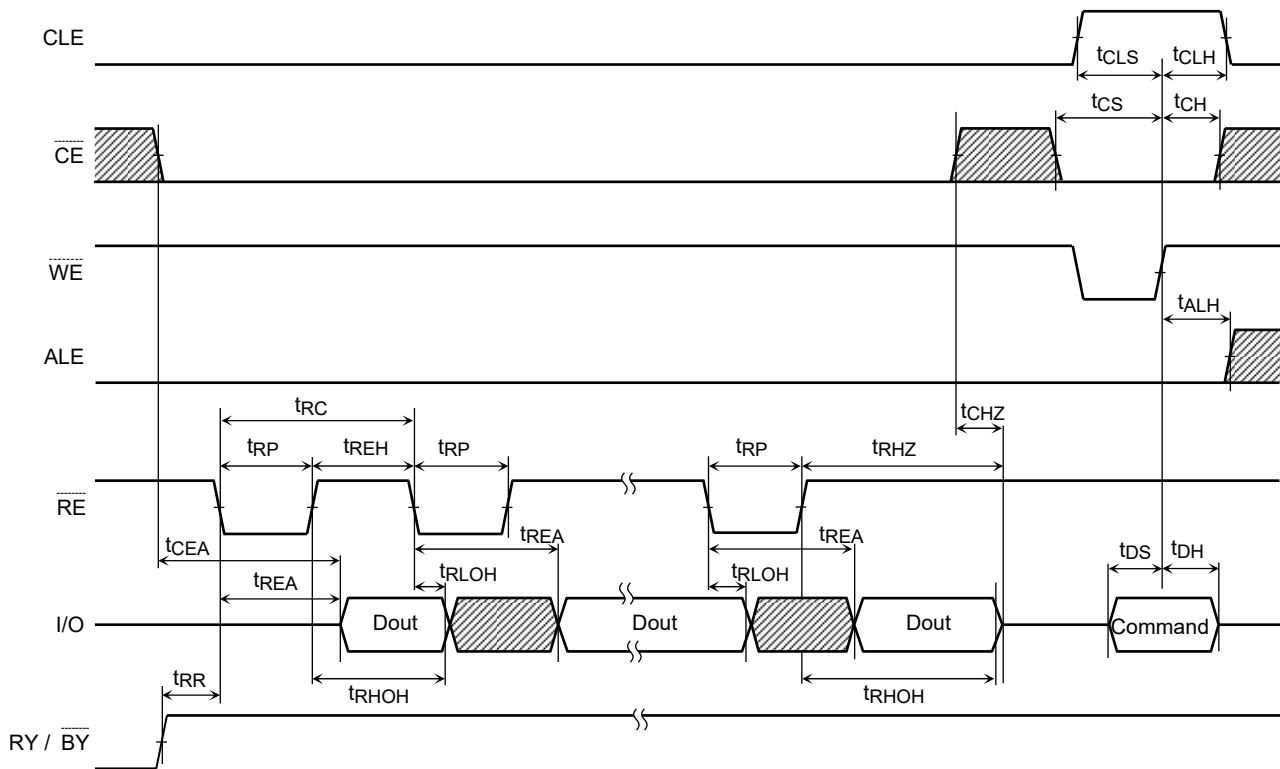 CLE
tCLS
tCLH
tCS
tCH
CE
WE
tALH
ALE
tRC
tCHZ
tRP
tREH
tRP
tRP
tRHZ
RE
tCEA
tREA
tREA
tREA
tRLOH
tRLOH
tDS
tDH
I/O
Dout
Dout
Dout
Command
tRR
tRHOH
tRHOH
RY / BY